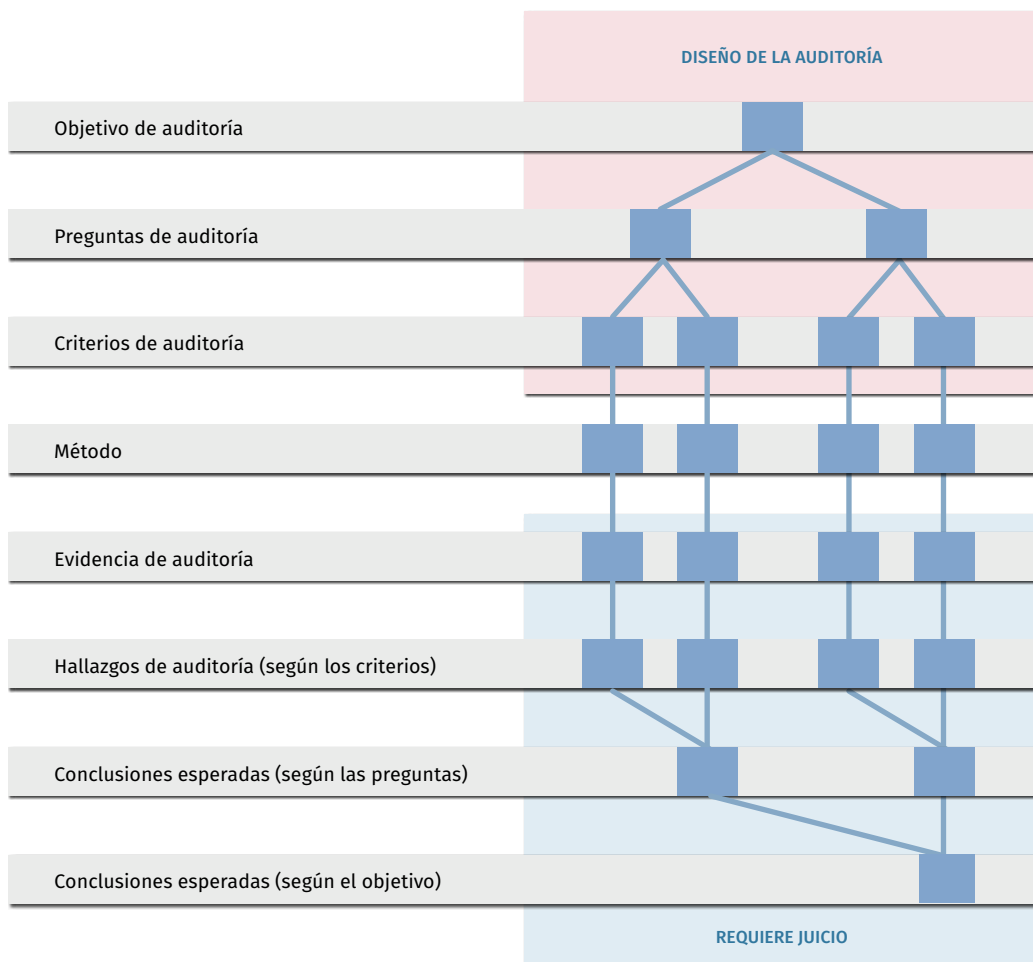 DISEÑO DE LA AUDITORÍA
Objetivo de auditoría
Preguntas de auditoría
Criterios de auditoría
Método
Evidencia de auditoría
Hallazgos de auditoría (según los criterios)
Conclusiones esperadas (según las preguntas)
Conclusiones esperadas (según el objetivo)
REQUIERE JUICIO